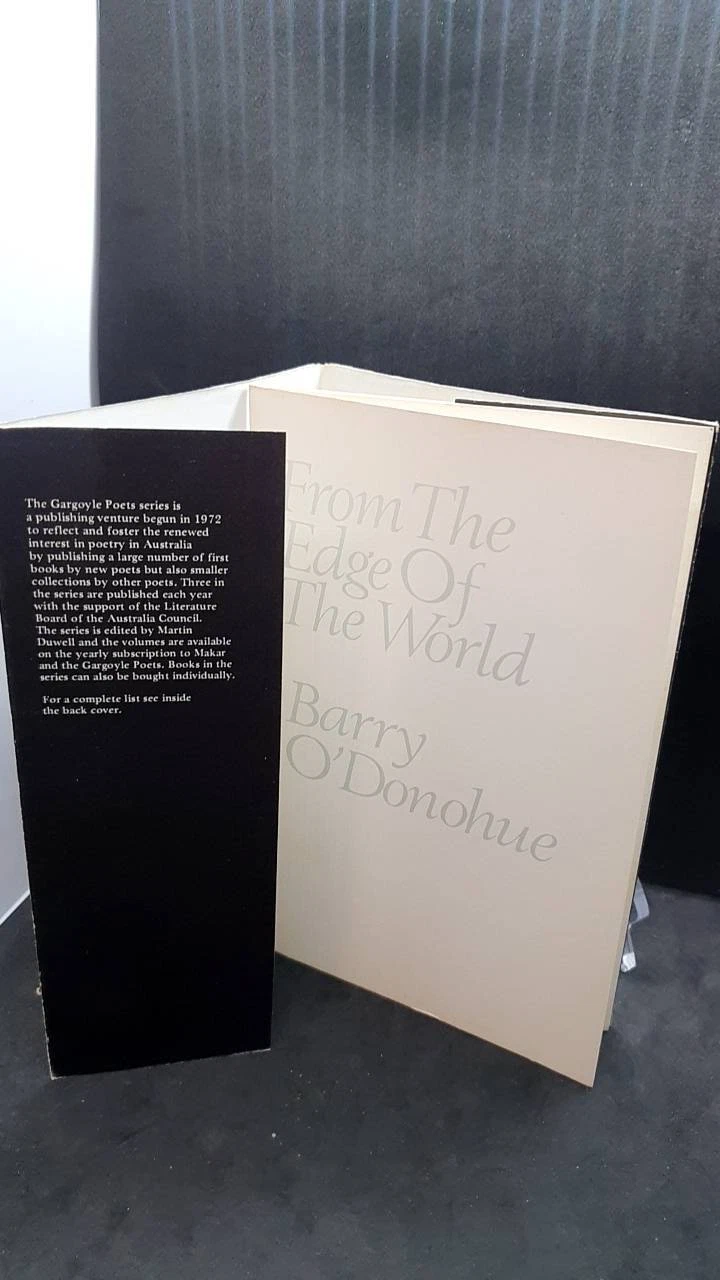 The Gargoyle Poets series is
a publishing venture begun in 1972
to reflect and foster the renewed
interest in poetry in Australia
by publishing a large number of first
books by new poets but also smaller
collections by other poets. Three in
the series are published each year
with the support of the Literature
Board of the Australia Council.
The series is edited by Martin
Duwell and the volumes are available
on the yearly subscription to Makar
and the Gargoyle Poets. Books in the
series can also be bought individually.
For a complete list see inside
the back cover.
From The
Edge Of
The World
Barry
O'Donohue